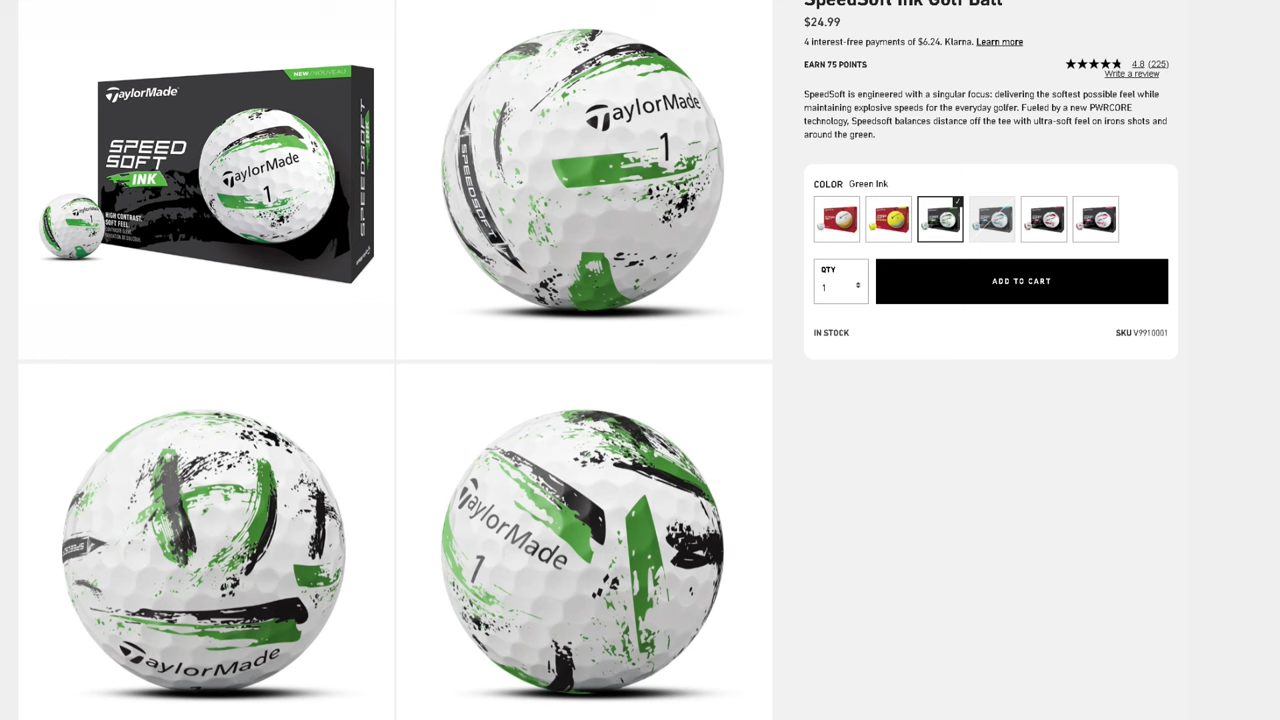 SpeedSoft Ink Golf Ball
$24.99
4 interest-free payments of $6.24. Klarna. Learn more
EARN 75 POINTS
4.8 (225)
Write a review
SpeedSoft is engineered with a singular focus: delivering the softest possible feel while
maintaining explosive speeds for the everyday golfer. Fueled by a new PWRCORE
technology, Speedsoft balances distance off the tee with ultra-soft feel on irons shots and
around the green.
COLOR Green Ink
QTY
1
ADD TO CART
IN STOCK
SKU V9910001
NEW/NOUVEAU
TaylorMade
SPEED
SOFT
INK
HIGH CONTRAST.
SOFT FEEL.
TaylorMade
1
SPEEDSOFT
INK
TaylorMade
1
SPEEDSOFT
TaylorMade
TaylorMade
1